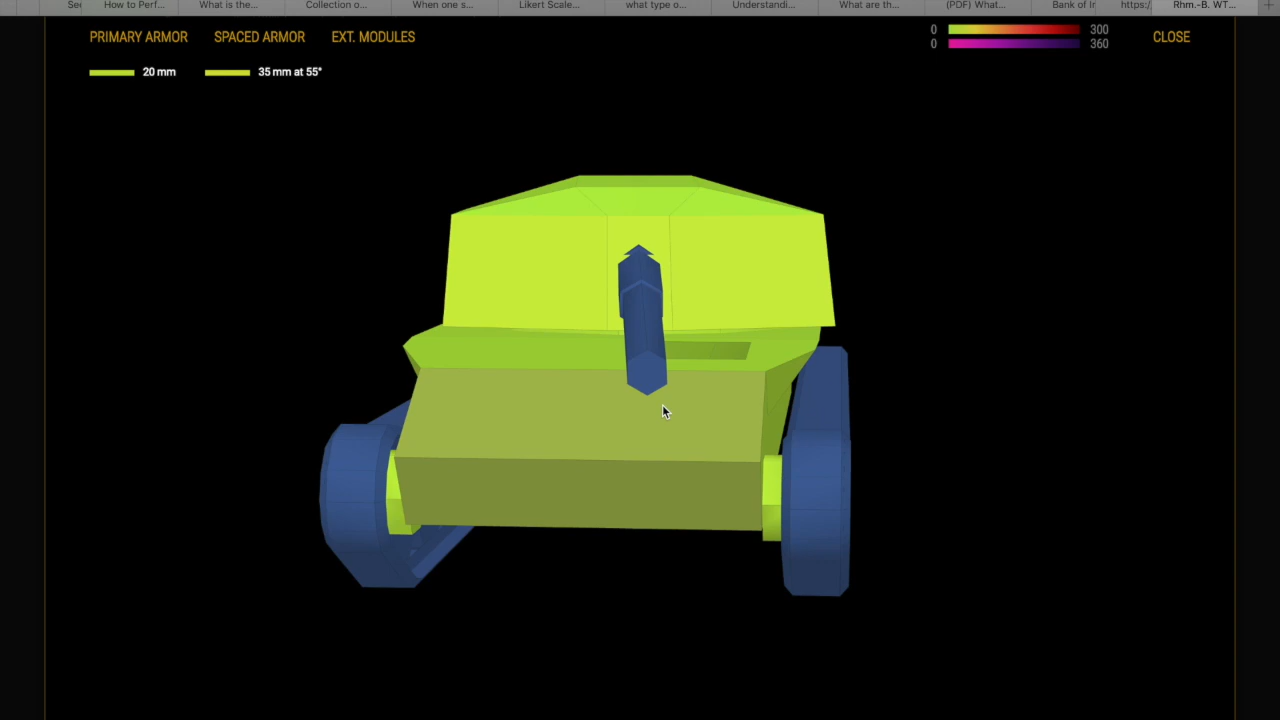 See How to Perf... What is the... Collection o... When one s... Likert Scale... what type o... Understandi... What are th... (PDF) What... Bank of Ir https:/ Rhm.-B. WT... +
PRIMARY ARMOR SPACED ARMOR EXT. MODULES 0 300 CLOSE
0 360
20 mm 35 mm at 55°